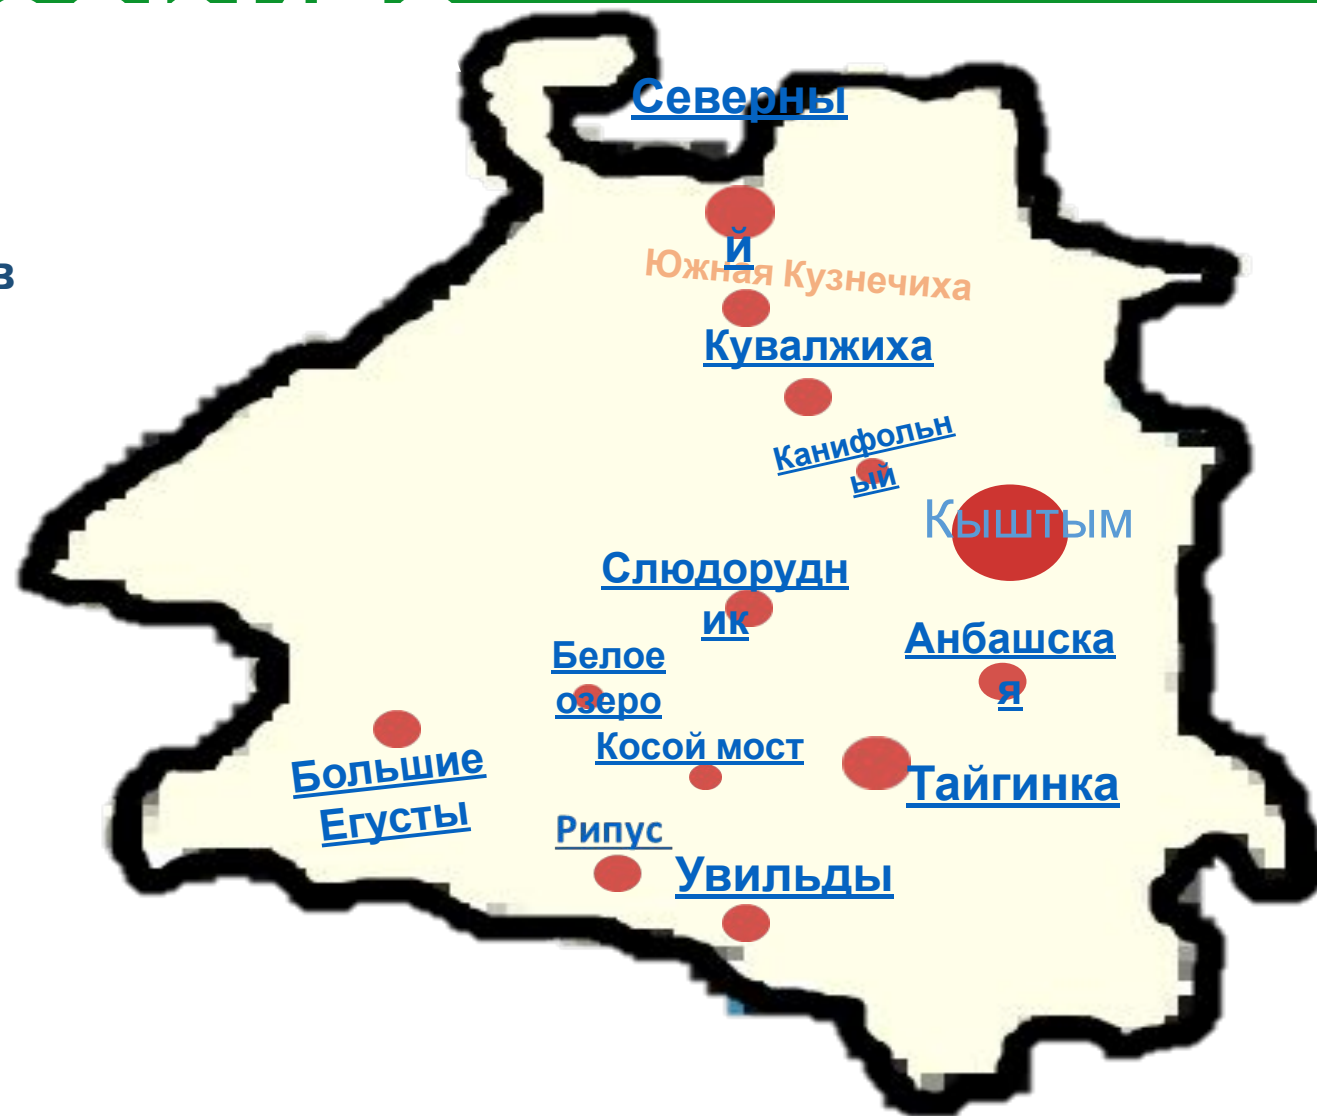 Северны
й
в
Южная Кузнечиха
Кувалжиха
Канифольн
ый
Кыштым
Слюдорудн
ик
Анбашска
я
Белое
озеро
Косой мост
Большие
Егусты
Тайгинка
Рипус
Увильды